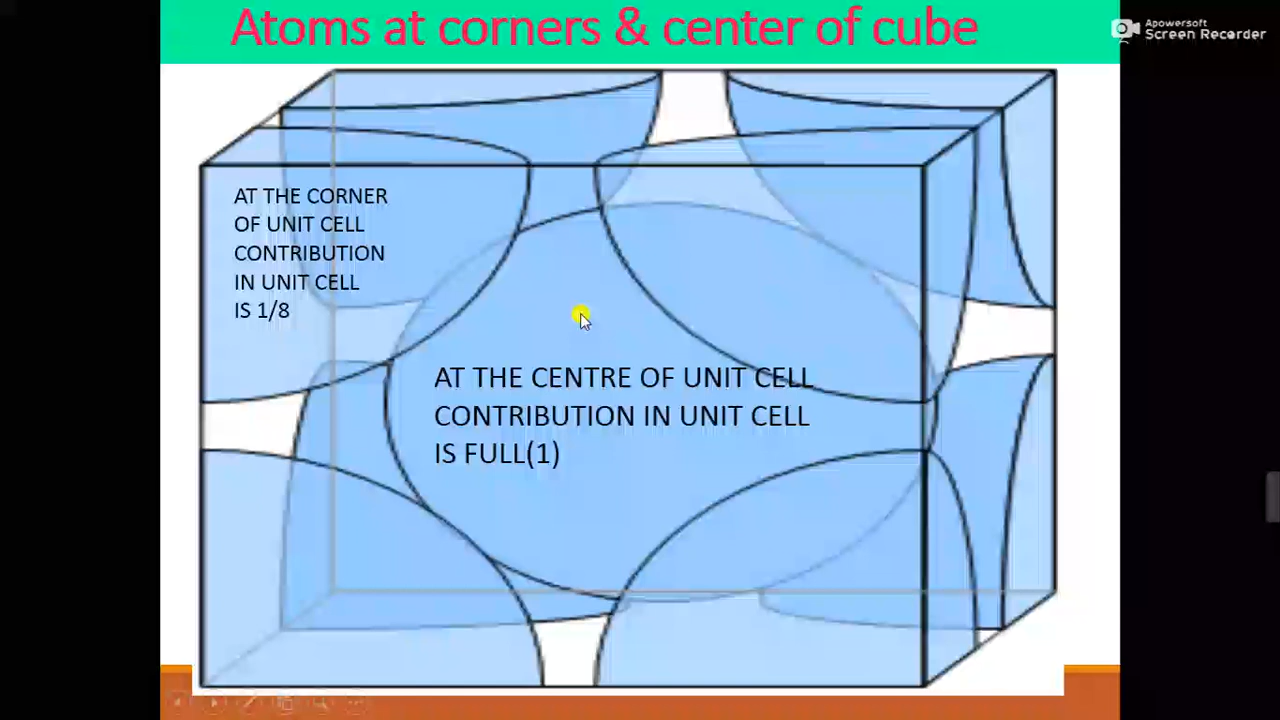 Atoms at corners & center of cube
Apowersoft
Screen Recorder
AT THE CORNER
OF UNIT CELL
CONTRIBUTION
IN UNIT CELL
IS 1/8
AT THE CENTRE OF UNIT CELL
CONTRIBUTION IN UNIT CELL
IS FULL(1)